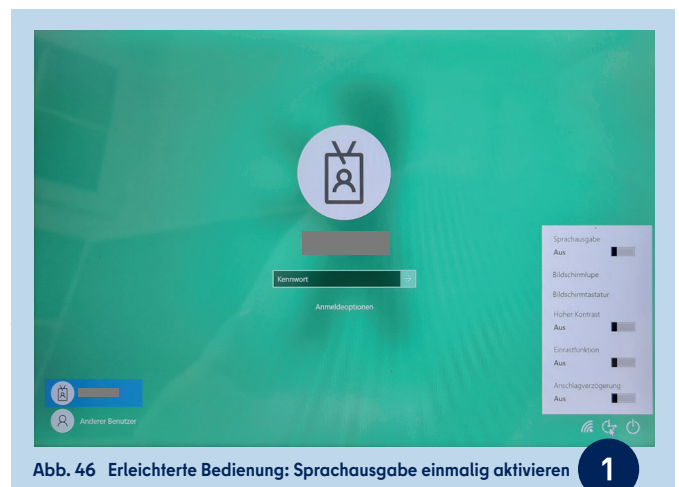 Sprachausgabe
Aus
Bildschirmlupe
Bildschirmtastatur
Hoher Kontrast
Aus
Einrastfunktion
Aus
Anschlagverzögerung
Aus
Kennwort
Anmeldeoptionen
Anderer Benutzer
Abb. 46 Erleichterte Bedienung: Sprachausgabe einmalig aktivieren
1